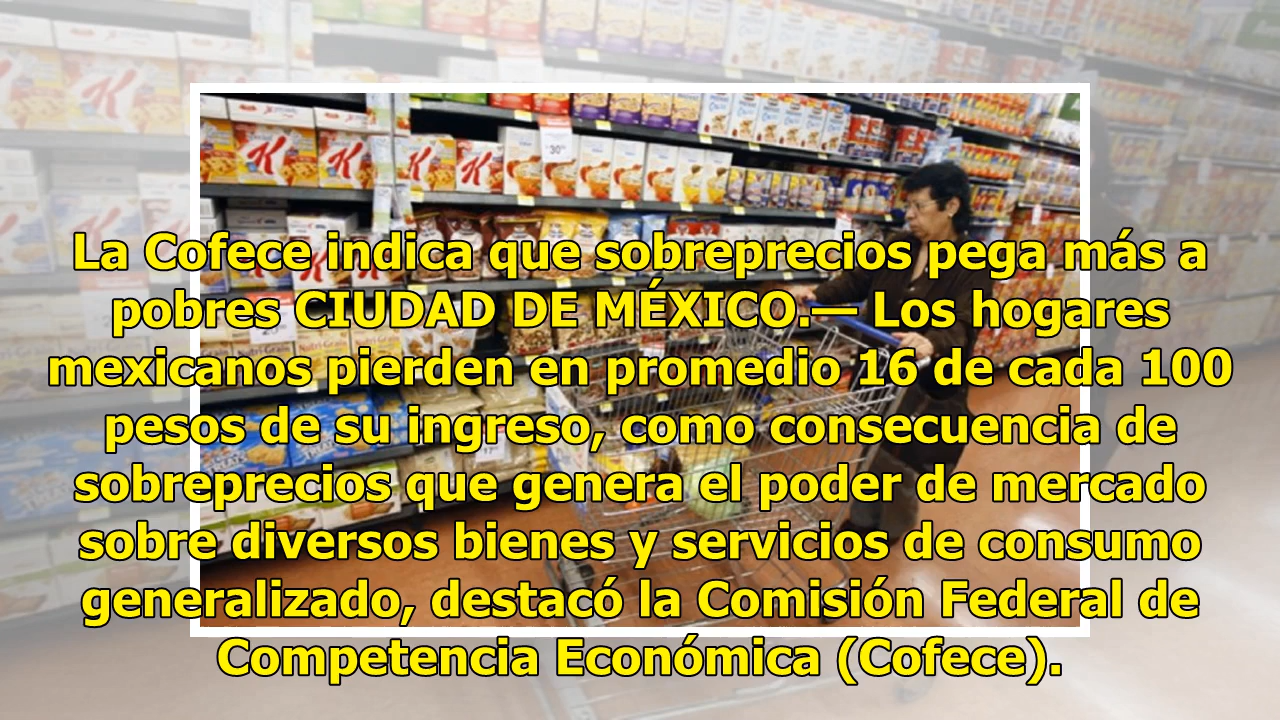 La Cofece indica que sobreprecios pega más a
pobres CIUDAD DE MÉXICO.— Los hogares
mexicanos pierden en promedio 16 de cada 100
pesos de su ingreso, como consecuencia de
sobreprecios que genera el poder de mercado
sobre diversos bienes y servicios de consumo
generalizado, destacó la Comisión Federal de
Competencia Económica (Cofece).